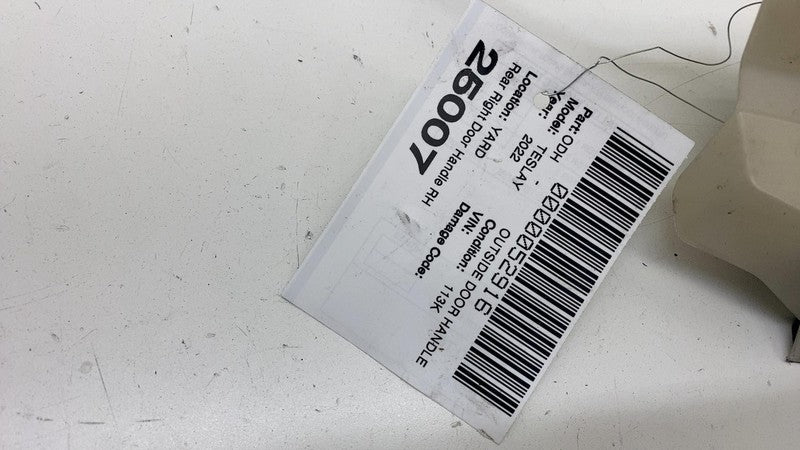 0000052916
Part: ODH OUTSIDE DOOR HANDLE
Model: TESLAY
Year: 2022 Condition: 113K
Location: YARD VIN:
Rear Right Door Handle RH Damage Code:
25007